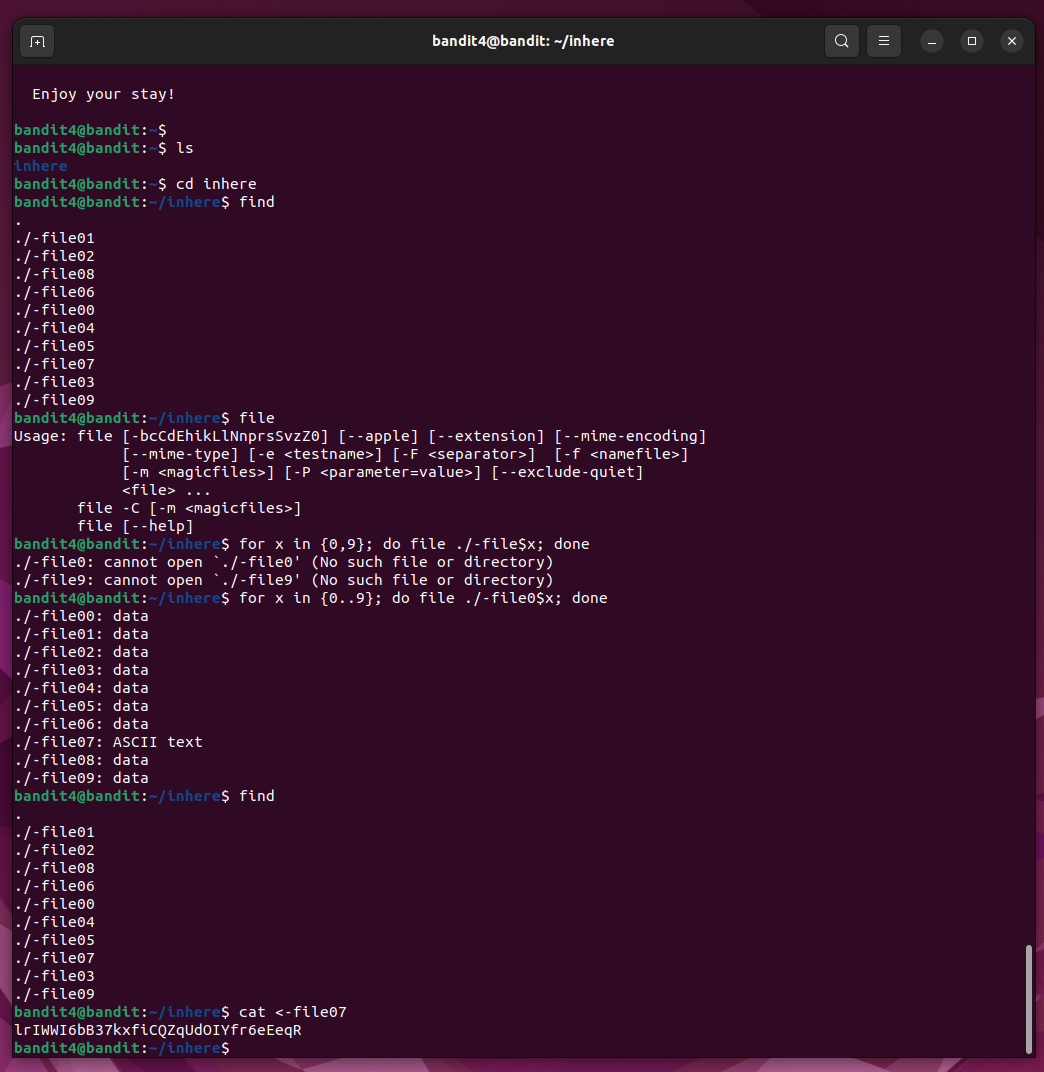 bandit4@bandit: ~/inhere
Enjoy your stay!
bandit4@bandit:~$
bandit4@bandit:~$ ls
inhere
bandit4@bandit:~$ cd inhere
bandit4@bandit:~/inhere$ find
.
./-file01
./-file02
./-file08
./-file06
./-file00
./-file04
./-file05
./-file07
./-file03
./-file09
bandit4@bandit:~/inhere$ file
Usage: file [-bcCdEhikLlNnprsSvzZ0] [--apple] [--extension] [--mime-encoding]
            [--mime-type] [-e <testname>] [-F <separator>]  [-f <namefile>]
            [-m <magicfiles>] [-P <parameter=value>] [--exclude-quiet]
            <file> ...
       file -C [-m <magicfiles>]
       file [--help]
bandit4@bandit:~/inhere$ for x in {0,9}; do file ./-file$x; done
./-file0: cannot open `./-file0' (No such file or directory)
./-file9: cannot open `./-file9' (No such file or directory)
bandit4@bandit:~/inhere$ for x in {0..9}; do file ./-file0$x; done
./-file00: data
./-file01: data
./-file02: data
./-file03: data
./-file04: data
./-file05: data
./-file06: data
./-file07: ASCII text
./-file08: data
./-file09: data
bandit4@bandit:~/inhere$ find
.
./-file01
./-file02
./-file08
./-file06
./-file00
./-file04
./-file05
./-file07
./-file03
./-file09
bandit4@bandit:~/inhere$ cat <-file07
lrIWWI6bB37kxfiCQZqUdOIYfr6eEeqR
bandit4@bandit:~/inhere$